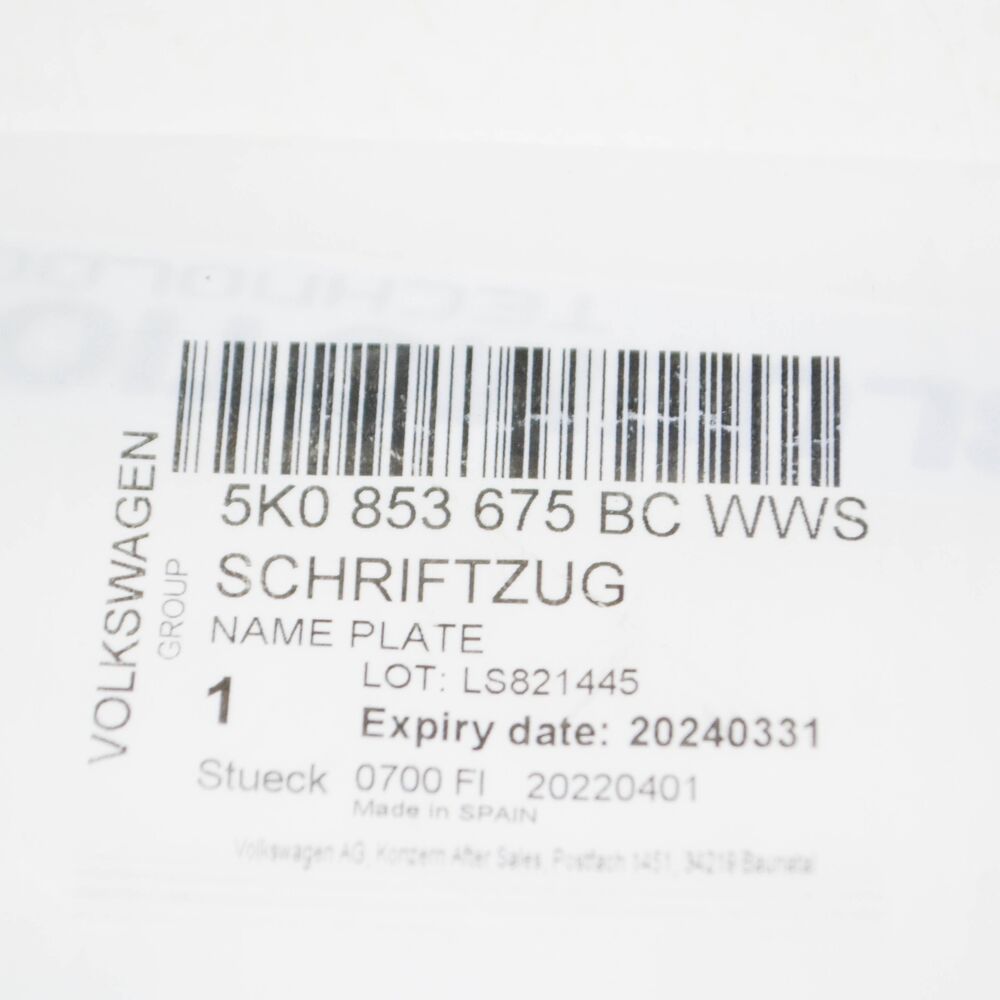 5K0 853 675 BC WWS
SCHRIFTZUG
NAME PLATE
LOT: LS821445
1
Expiry date: 20240331
Stueck 0700 FI 20220401
Made in SPAIN
Volkswagen AG, Konzern After Sales, Postfach 1451, 34219 Baunatal
VOLKSWAGEN
GROUP